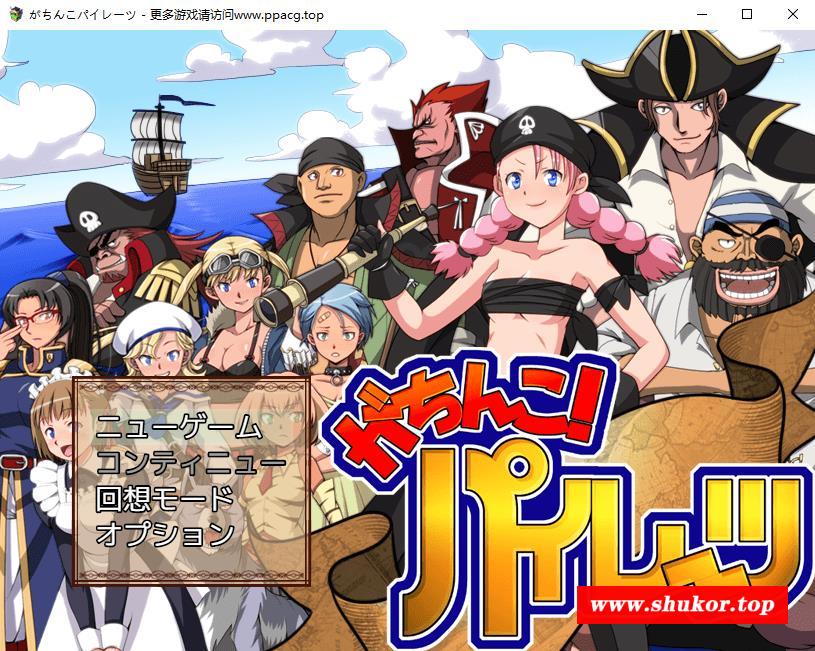 がちんこパイレーツ - 更多游戏请访问www.ppacg.top
がちんこ!
パイレーツ
ニューゲーム
コンティニュー
回想モード
オプション
www.shukor.top